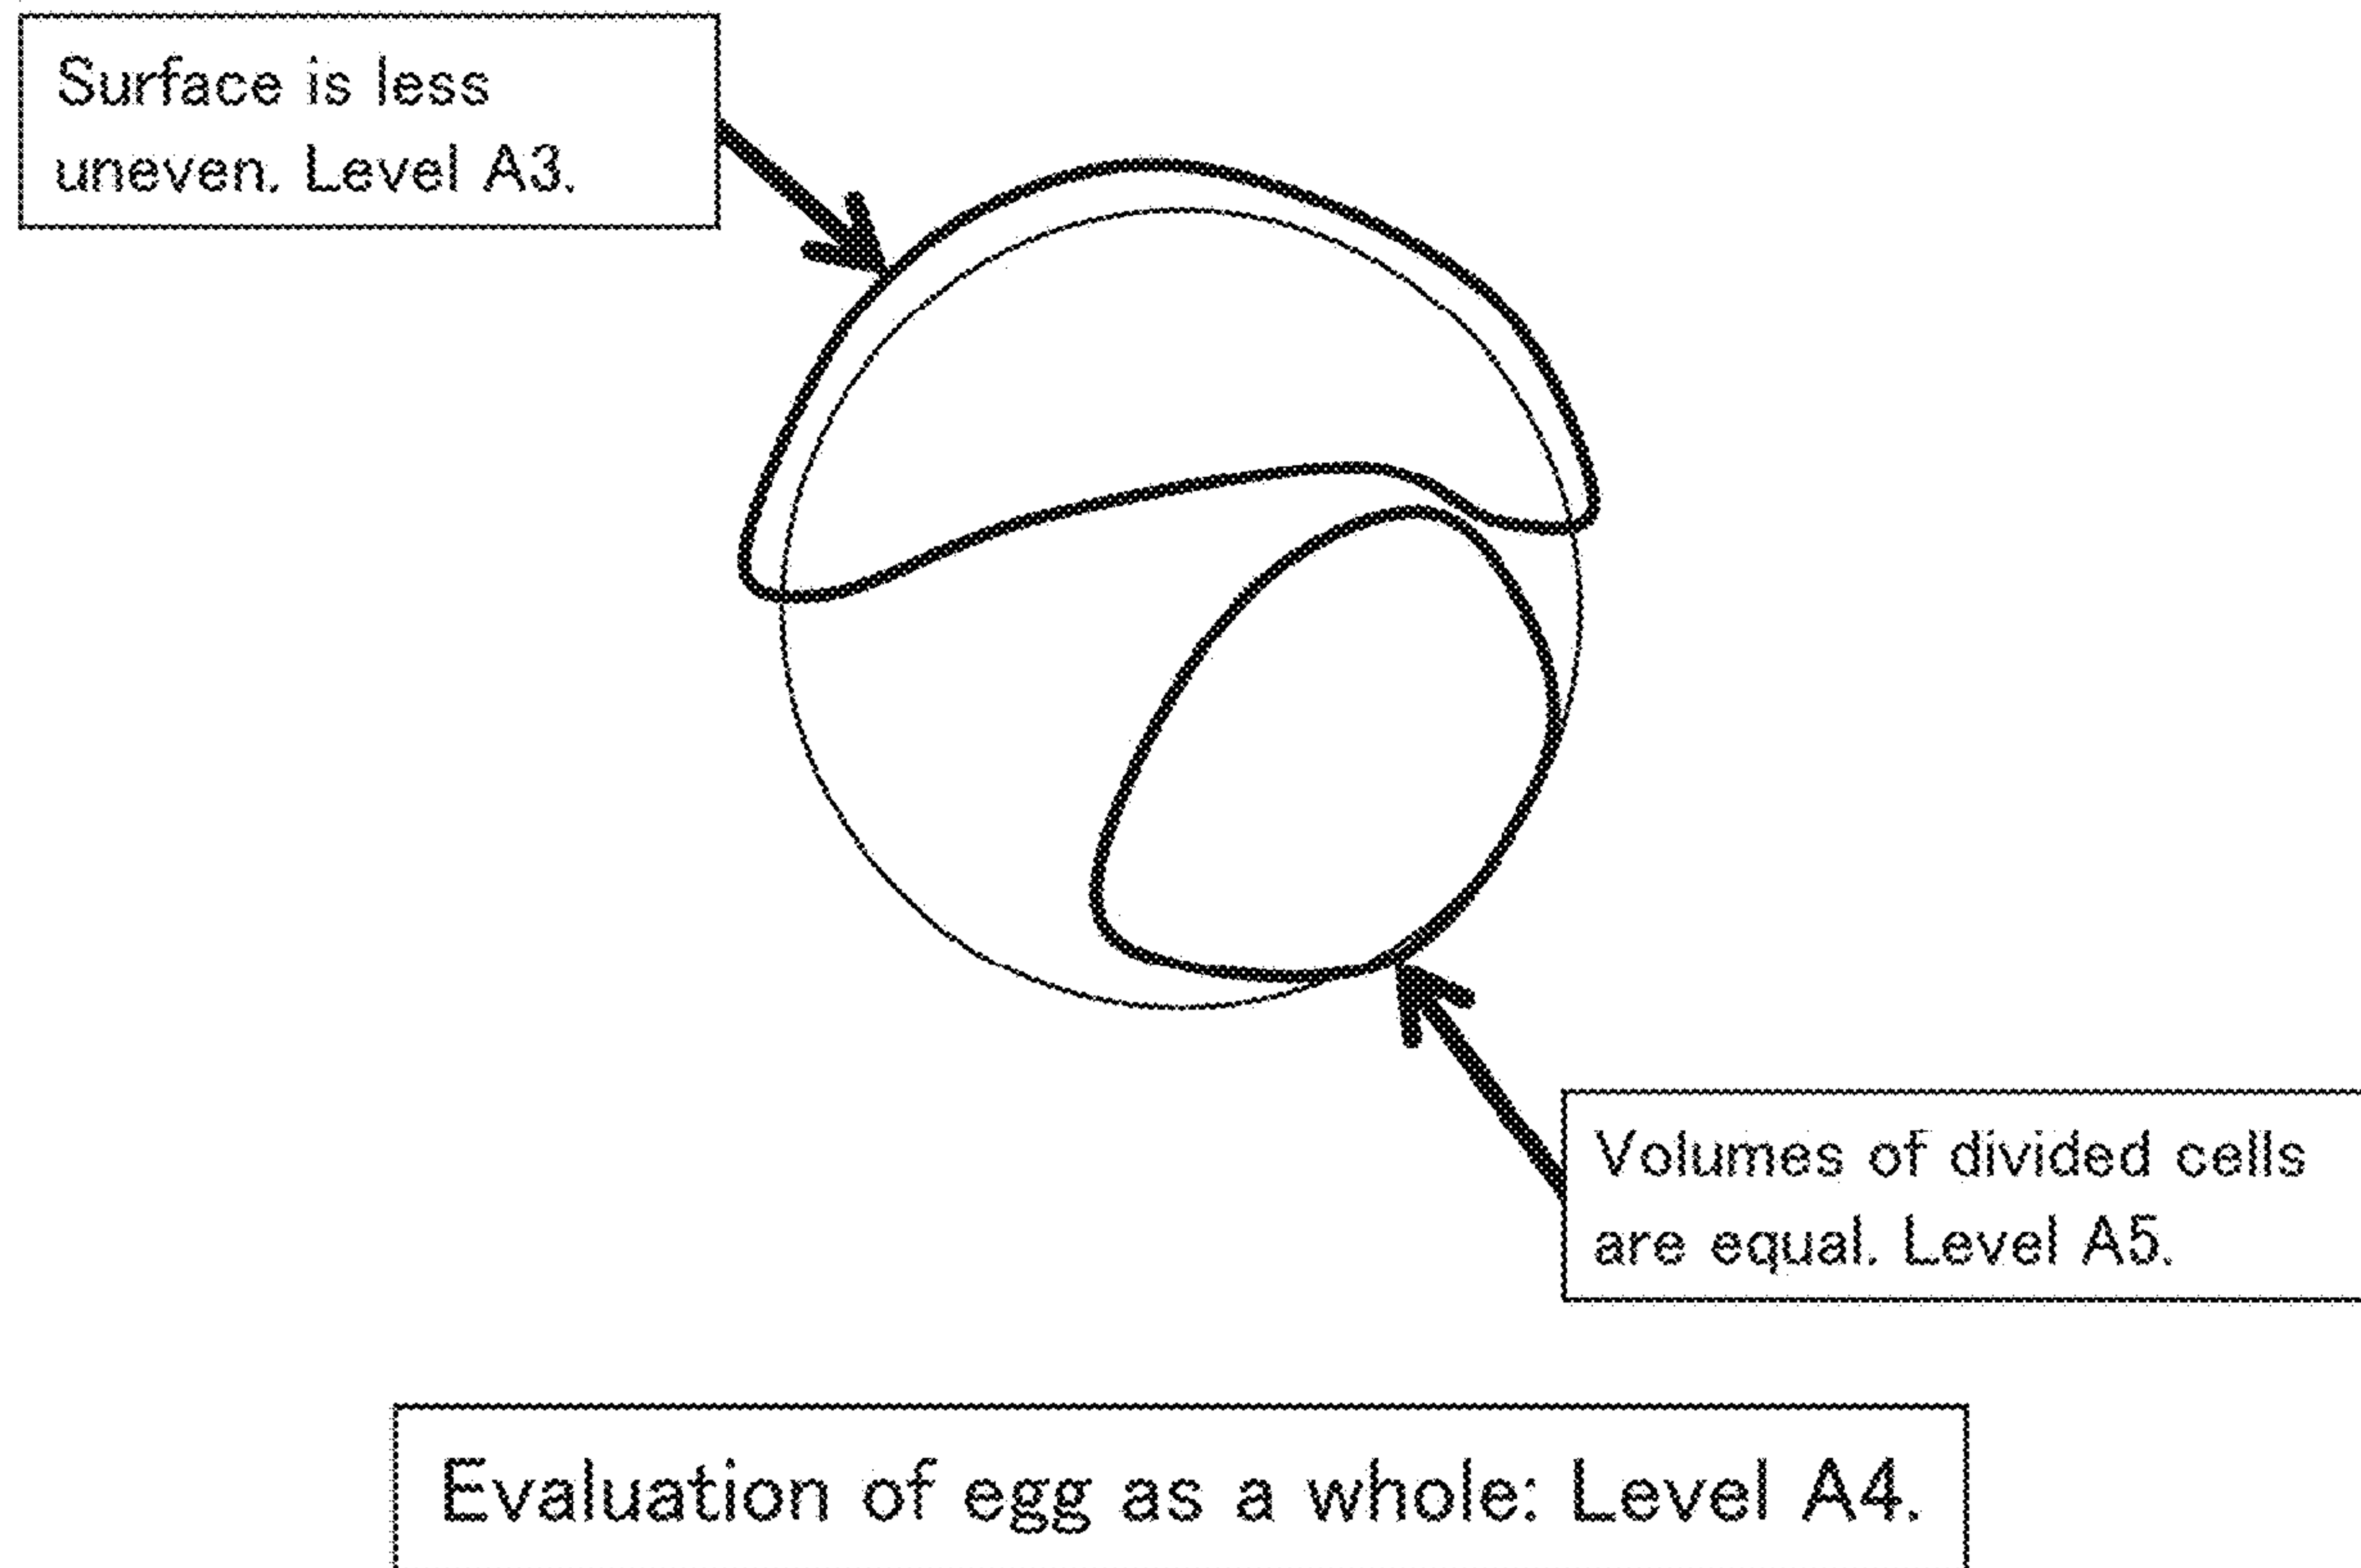 Surface is less
uneven. Level A3.
Volumes of divided cells
are equal. Level A5.
Evaluation of egg as a whole: Level A4.